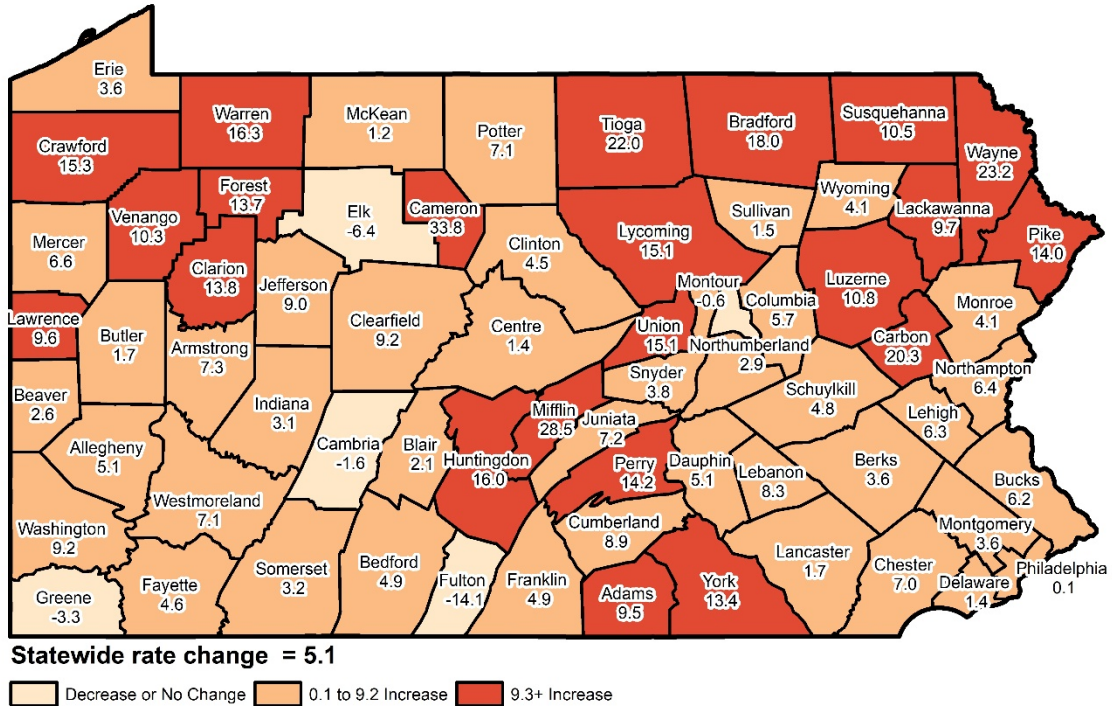 Erie
3.6
Warren
16.3
McKean
1.2
Potter
7.1
Tioga
22.0
Bradford
18.0
Susquehanna
10.5
Wayne
23.2
Crawford
15.3
Forest
13.7
Elk
-6.4
Cameron
33.8
Sullivan
1.5
Wyoming
4.1
Lackawanna
9.7
Pike
14.0
Mercer
6.6
Venango
10.3
Clarion
13.8
Jefferson
9.0
Clinton
4.5
Lycoming
15.1
Montour
-0.6
Columbia
5.7
Luzerne
10.8
Monroe
4.1
Lawrence
9.6
Butler
1.7
Armstrong
7.3
Clearfield
9.2
Centre
1.4
Union
15.1
Northumberland
2.9
Carbon
20.3
Northampton
6.4
Beaver
2.6
Allegheny
5.1
Indiana
3.1
Cambria
-1.6
Blair
2.1
Huntingdon
16.0
Mifflin
28.5
Snyder
3.8
Juniata
7.2
Schuylkill
4.8
Lehigh
6.3
Perry
14.2
Dauphin
5.1
Lebanon
8.3
Berks
3.6
Bucks
6.2
Washington
9.2
Westmoreland
7.1
Cumberland
8.9
Montgomery
3.6
Greene
-3.3
Fayette
4.6
Somerset
3.2
Bedford
4.9
Fulton
-14.1
Franklin
4.9
Adams
9.5
York
13.4
Lancaster
1.7
Chester
7.0
Delaware
1.4
Philadelphia
0.1
Statewide rate change = 5.1
Decrease or No Change
0.1 to 9.2 Increase
9.3+ Increase